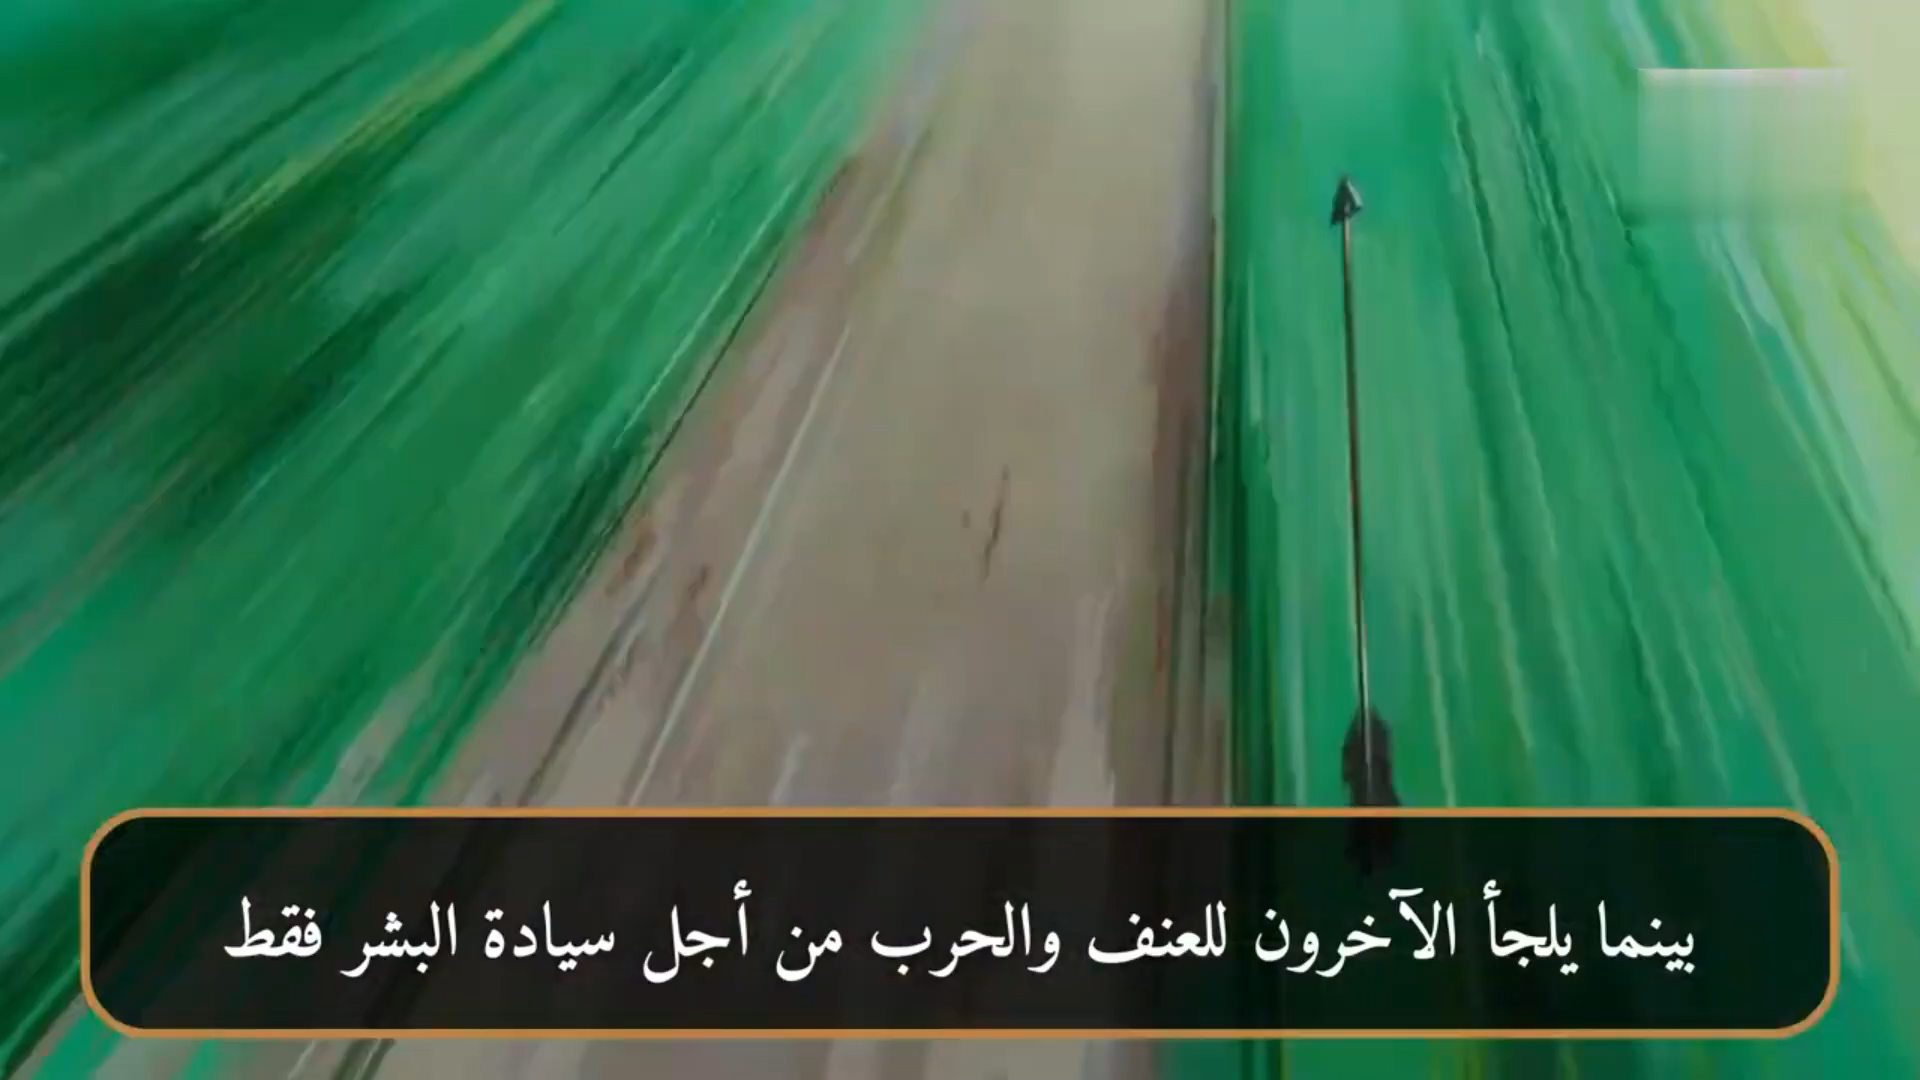 بينما يلجأ الآخرون للعنف والحرب من أجل سيادة البشر فقط